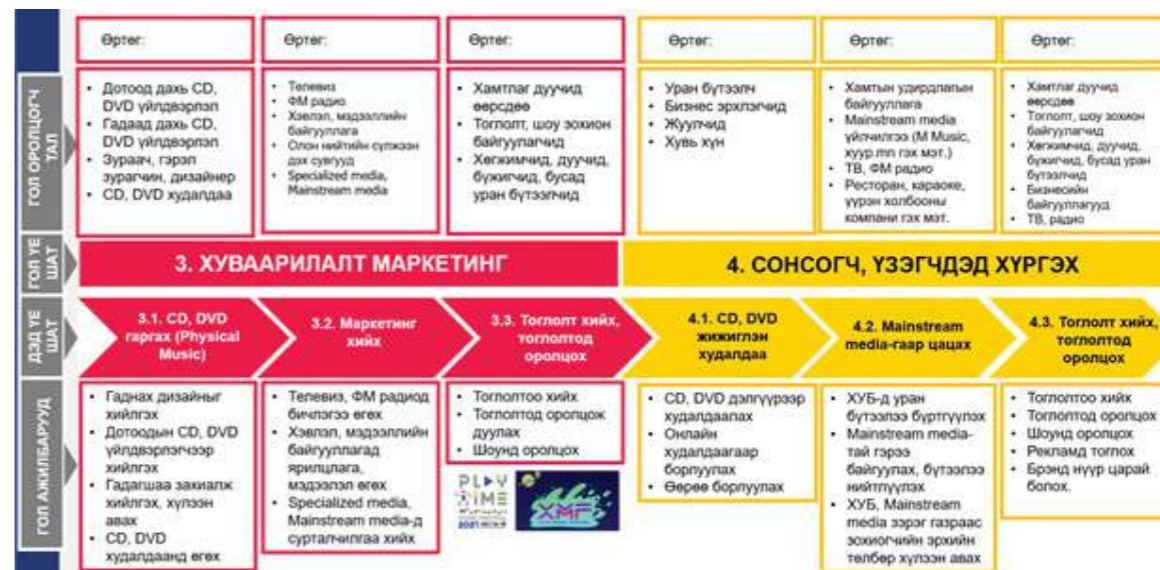 Өртөг:
Өртөг:
Өртөг:
Өртөг:
Өртөг:
Өртөг:
ГОЛ ОРОЛЦОГЧ
ТАЛ
• Дотоод дахь CD,
DVD үйлдвэрлэл
• Гадаад дахь CD,
DVD үйлдвэрлэл
• Зураач, гэрэл
зурагчин, дизайнер
• CD, DVD худалдаа
• Телевиз
• ФМ радио
• Хэвлэл, мэдээллийн
байгууллага
• Олон нийтийн сүлжээн
дэх сувгууд
• Specialized media,
Mainstream media
• Хамтлаг дуучид
өөрсдөө
• Тоглолт, шоу зохион
байгуулагчид
• Хөгжимчид, дуучид,
бүжигчид, бусад
уран бүтээлчид
• Уран бүтээлч
• Бизнес эрхлэгчид
• Жуулчид
• Хувь хүн
• Хамтын удирдлагын
байгууллага
• Mainstream media
үйлчилгээ (M Music,
хуур.mn гэх мэт.)
• ТВ, ФМ радио
• Ресторан, караоке,
үүрэн холбооны
компани гэх мэт.
• Хамтлаг дуучид
өөрсдөө
• Тоглолт, шоу зохион
байгуулагчид
• Хөгжимчид, дуучид,
бүжигчид, бусад уран
бүтээлчид
• Бизнесийн
байгууллагууд
• ТВ, радио
ГОЛ ҮЕ
ШАТ
3. ХУВААРИЛАЛТ МАРКЕТИНГ
4. СОНСОГЧ, ҮЗЭГЧДЭД ХҮРГЭХ
ДЭД ҮЕ
ШАТ
3.1. CD, DVD
гаргах (Physical
Music)
3.2. Маркетинг
хийх
3.3. Тоглолт хийх,
тоглолтод
оролцох
4.1. CD, DVD
жижиглэн
худалдаа
4.2. Mainstream
media-гаар цацах
4.3. Тоглолт хийх,
тоглолтод
оролцох
ГОЛ АЖИЛБАРУУД
• Гаднах дизайныг
хийлгэх
• Дотоодын CD, DVD
үйлдвэрлэгчээр
хийлгэх
• Гадагшаа захиалж
хийлгэх, хүлээн
авах
• CD, DVD
худалдаанд өгөх
• Телевиз, ФМ радиод
бичлэгээ өгөх
• Хэвлэл, мэдээллийн
байгууллагад
ярилцлага,
мэдээлэл өгөх
• Specialized media,
Mainstream media-д
сурталчилгаа хийх
• Тоглолтоо хийх
• Тоглолтод оролцож
дуулах
• Шоунд оролцох
PLAY
TIME
2021
XMF
• CD, DVD дэлгүүрээр
худалдаалах
• Онлайн
худалдаагаар
борлуулах
• Өөрөө борлуулах
• ХУБ-д уран
бүтээлээ бүртгүүлэх
• Mainstream media-
тай гэрээ
байгуулах, бүтээлээ
нийтлүүлэх
• ХУБ, Mainstream
media зэрэг газраас
зохиогчийн эрхийн
төлбөр хүлээн авах
• Тоглолтоо хийх
• Тоглолтод оролцох
• Шоунд оролцох
• Рекламд тоглох
• Брэнд нүүр царай
болох.